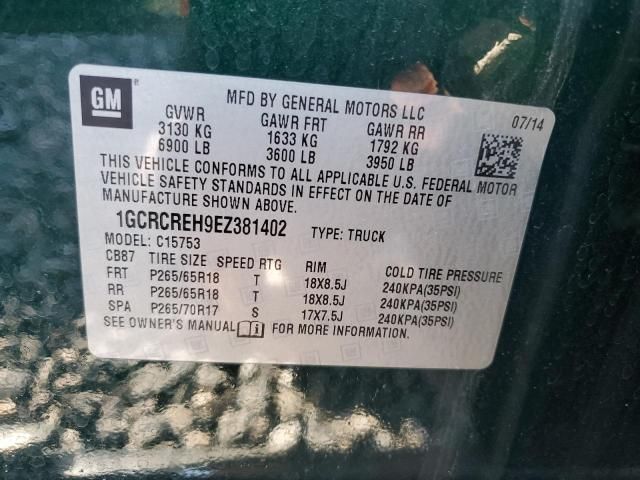 GM
MFD BY GENERAL MOTORS LLC
07/14
GVWR GAWR FRT GAWR RR
3130 KG 1633 KG 1792 KG
6900 LB 3600 LB 3950 LB
THIS VEHICLE CONFORMS TO ALL APPLICABLE U.S. FEDERAL MOTOR
VEHICLE SAFETY STANDARDS IN EFFECT ON THE DATE OF
MANUFACTURE SHOWN ABOVE.
1GCRCREH9EZ381402 TYPE: TRUCK
MODEL: C15753
CB87 TIRE SIZE SPEED RTG RIM COLD TIRE PRESSURE
FRT P265/65R18 T 18X8.5J 240KPA(35PSI)
RR P265/65R18 T 18X8.5J 240KPA(35PSI)
SPA P265/70R17 S 17X7.5J 240KPA(35PSI)
SEE OWNER'S MANUAL FOR MORE INFORMATION.